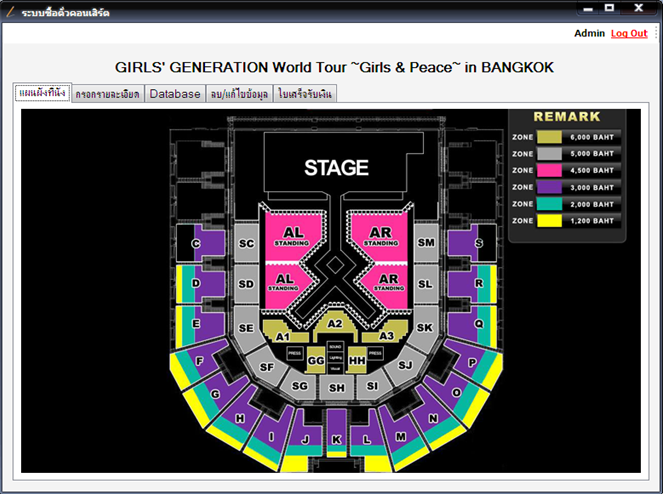 ระบบซื้อตั๋วคอนเสิร์ต
Admin Log Out
GIRLS' GENERATION World Tour ~Girls & Peace~ in BANGKOK
แผนผังที่นั่ง กรอกรายละเอียด Database ลบ/แก้ไขข้อมูล ใบเสร็จรับเงิน
REMARK
ZONE 6,000 BAHT
ZONE 5,000 BAHT
ZONE 4,500 BAHT
ZONE 3,000 BAHT
ZONE 2,000 BAHT
ZONE 1,200 BAHT
STAGE
C SC AL STANDING AR STANDING SM S
D SD AL STANDING AR STANDING SL R
E SE A1 A2 A3 SK Q
PRESS SOUND Lighting PRESS
GG HH
F SF SG SH SI SJ P
G O
H N
I J K L M